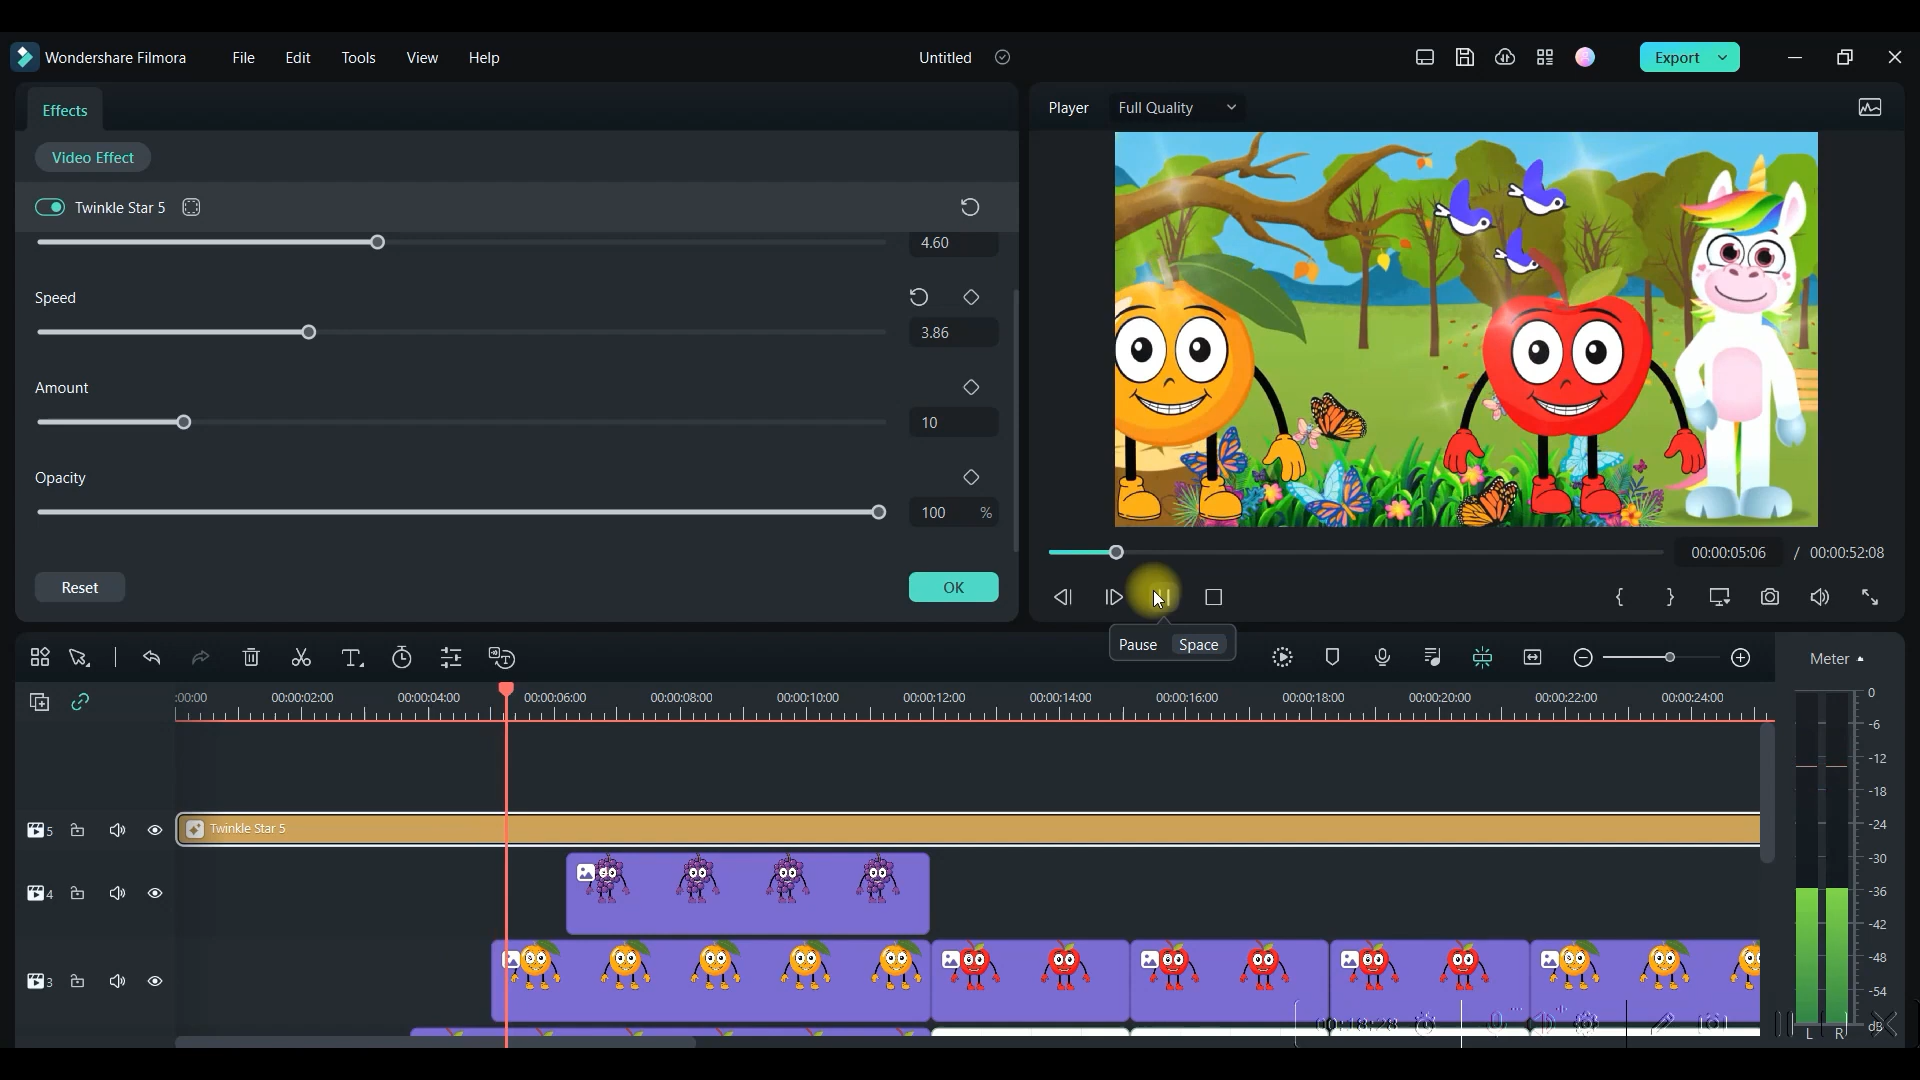 Wondershare Filmora File Edit Tools View Help Untitled Export
Effects
Player Full Quality
Video Effect
Twinkle Star 5
4.60
Speed
3.86
Amount
10
Opacity
100 %
Reset OK
00:00:05:06 / 00:00:52:08
Pause Space
Meter
:00:00 00:00:02:00 00:00:04:00 00:00:06:00 00:00:08:00 00:00:10:00 00:00:12:00 00:00:14:00 00:00:16:00 00:00:18:00 00:00:20:00 00:00:22:00 00:00:24:00
0
-6
-12
-18
-24
-30
-36
-42
-48
-54
dB
5 Twinkle Star 5
4
3
00:18:28
L R